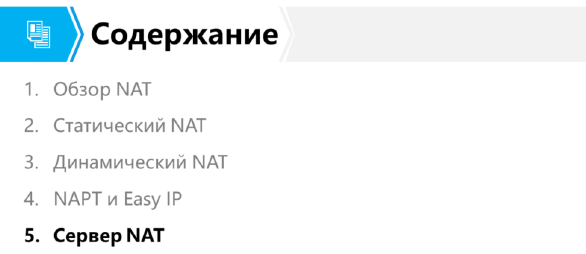 Содержание
1. Обзор NAT
2. Статический NAT
3. Динамический NAT
4. NAPT и Easy IP
5. Сервер NAT